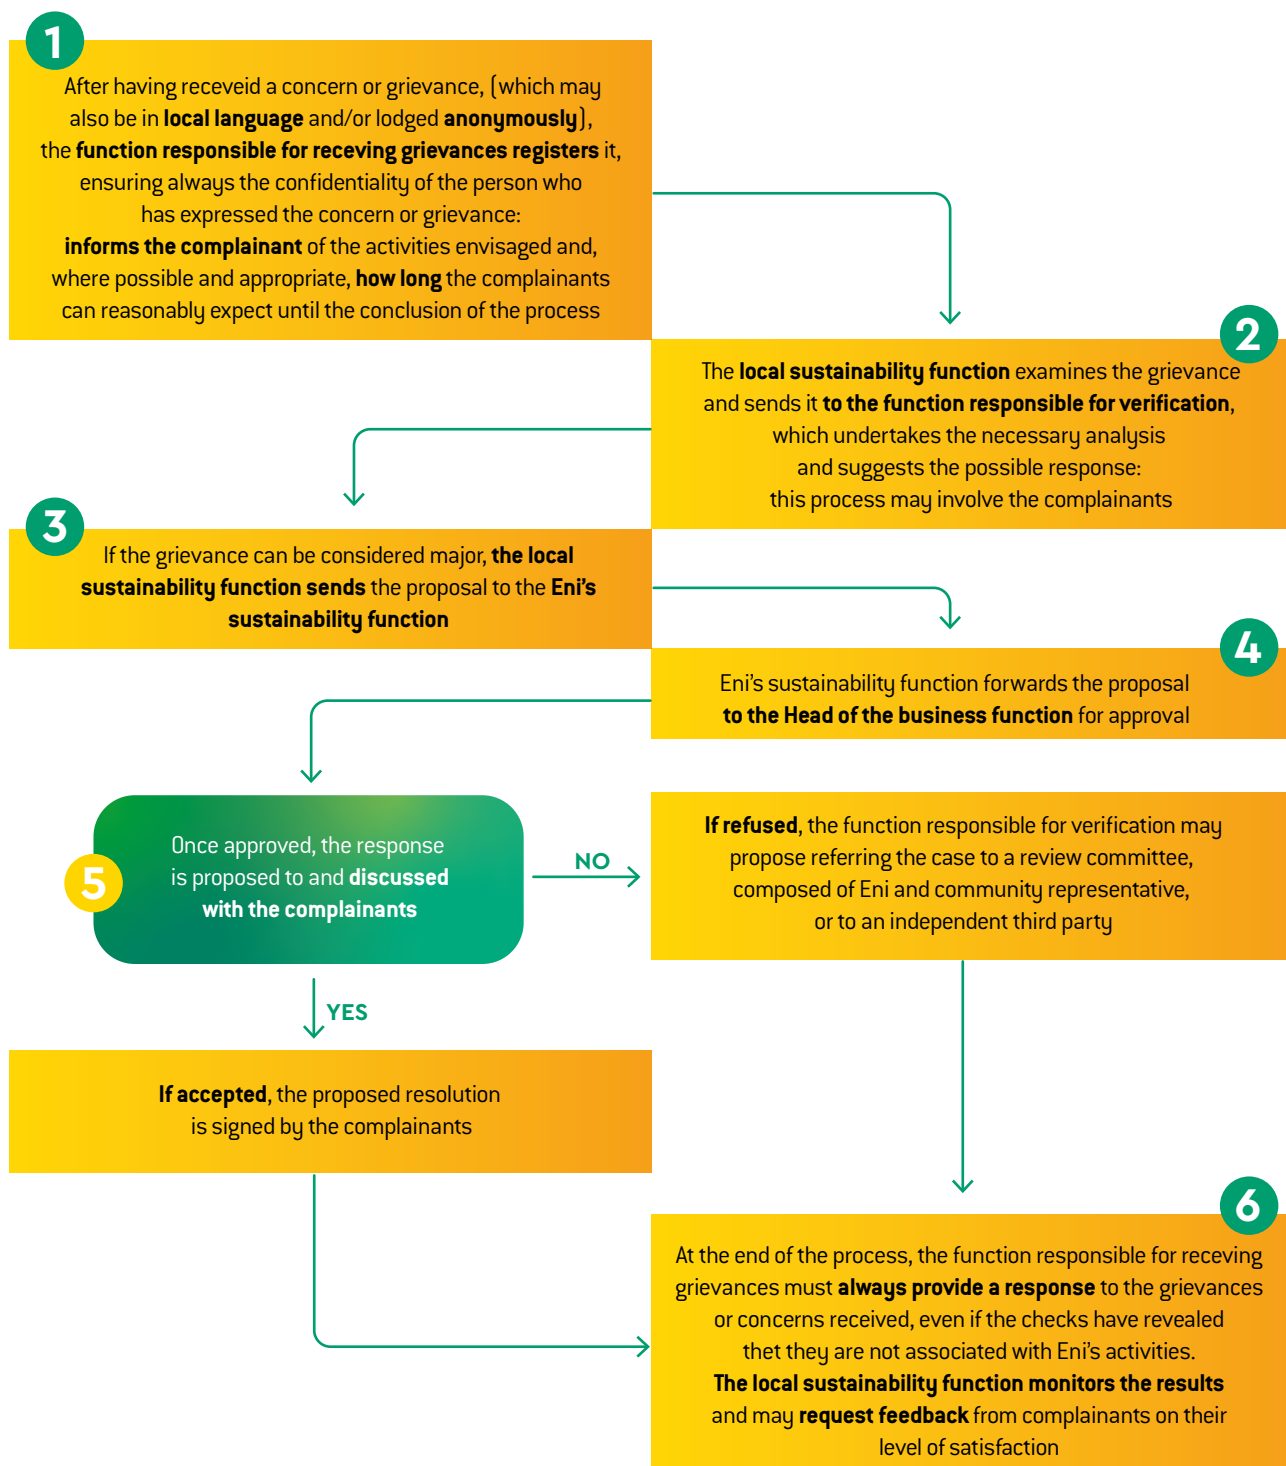 1
After having receveid a concern or grievance, (which may
also be in local language and/or lodged anonymously),
the function responsible for receving grievances registers it,
ensuring always the confidentiality of the person who
has expressed the concern or grievance:
informs the complainant of the activities envisaged and,
where possible and appropriate, how long the complainants
can reasonably expect until the conclusion of the process
2
The local sustainability function examines the grievance
and sends it to the function responsible for verification,
which undertakes the necessary analysis
and suggests the possible response:
this process may involve the complainants
3
If the grievance can be considered major, the local
sustainability function sends the proposal to the Eni’s
sustainability function
4
Eni’s sustainability function forwards the proposal
to the Head of the business function for approval
5
Once approved, the response
is proposed to and discussed
with the complainants
NO
If refused, the function responsible for verification may
propose referring the case to a review committee,
composed of Eni and community representative,
or to an independent third party
YES
If accepted, the proposed resolution
is signed by the complainants
6
At the end of the process, the function responsible for receving
grievances must always provide a response to the grievances
or concerns received, even if the checks have revealed
thet they are not associated with Eni’s activities.
The local sustainability function monitors the results
and may request feedback from complainants on their
level of satisfaction